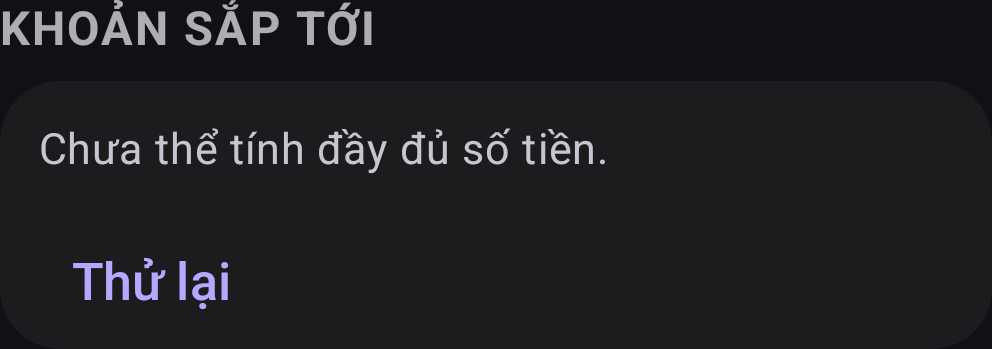 KHOẢN SẮP TỚI
Chưa thể tính đầy đủ số tiền.
Thử lại